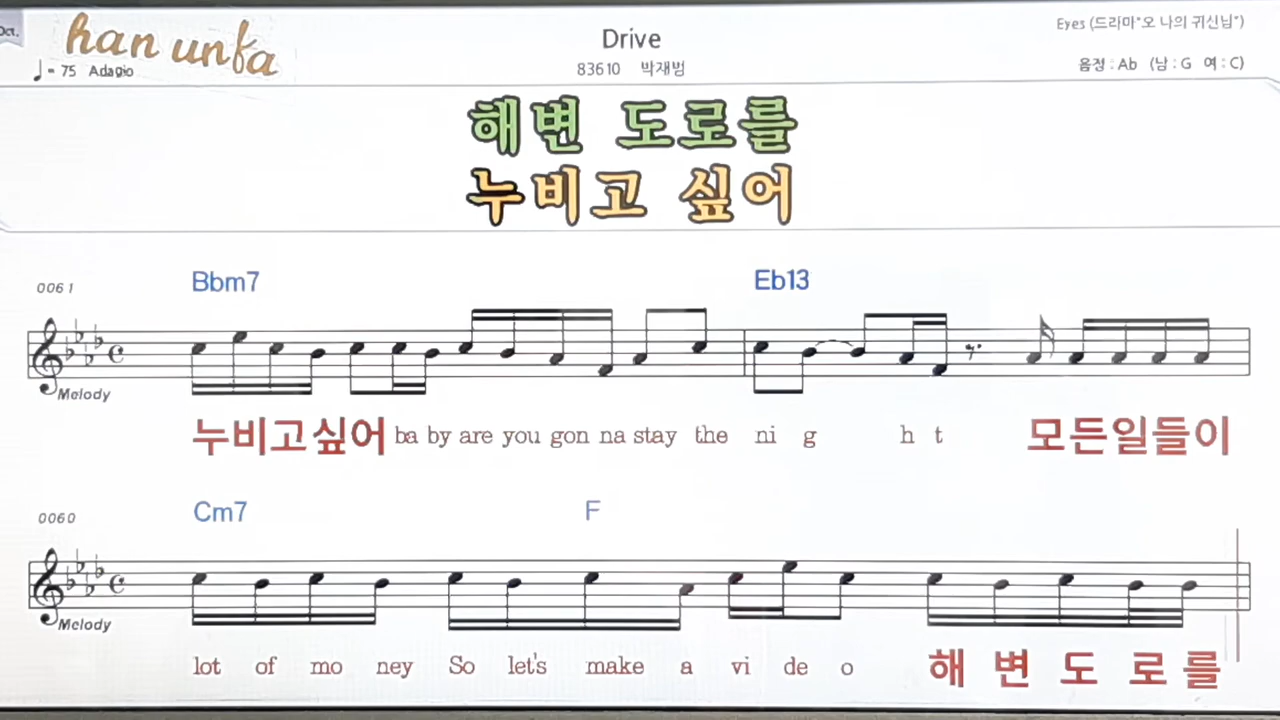 Oct.
han unfa
♩= 75 Adagio
Drive
83610 박재범
Eyes (드라마"오 나의 귀신님")
음정 : Ab (남 : G 여 : C)
해변 도로를
누비고 싶어
0061
Bbm7 Eb13
Melody
누비고싶어 ba by are you gon na stay the ni g h t 모든일들이
0060
Cm7 F
Melody
lot of mo ney So let's make a vi de o 해 변 도 로 를